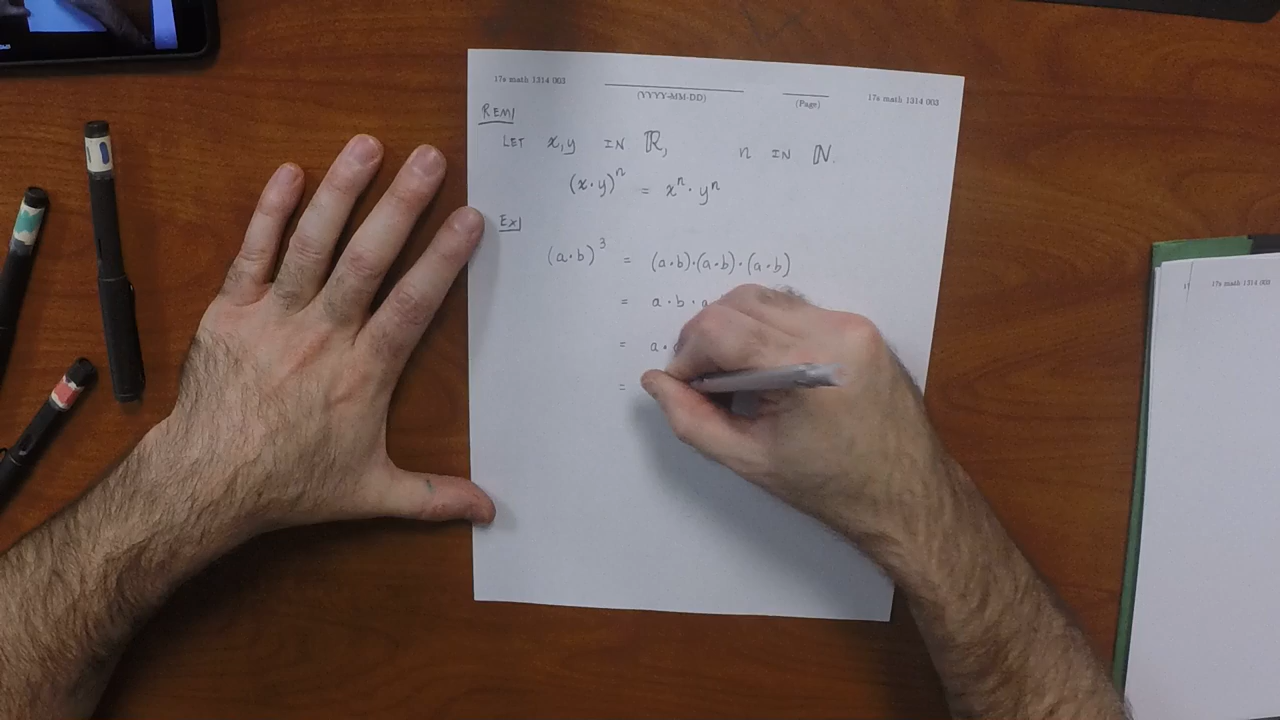 17s math 1314 003 (YYYY-MM-DD) (Page) 17s math 1314 003
REM
LET x,y IN ℝ, n IN ℕ.
(x·y)ⁿ = xⁿ·yⁿ
EX
(a·b)³ = (a·b)·(a·b)·(a·b)
= a·b·a
= a·
=
17s math 1314 003